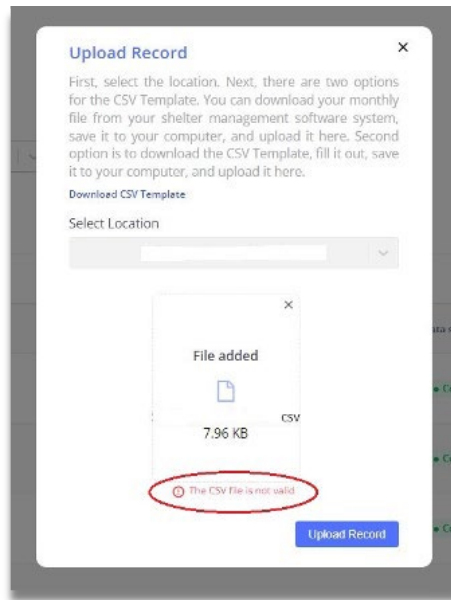 Upload Record
First, select the location. Next, there are two options
for the CSV Template. You can download your monthly
file from your shelter management software system,
save it to your computer, and upload it here. Second
option is to download the CSV Template, fill it out, save
it to your computer, and upload it here.
Download CSV Template
Select Location
File added
csv
7.96 KB
The CSV file is not valid
Upload Record